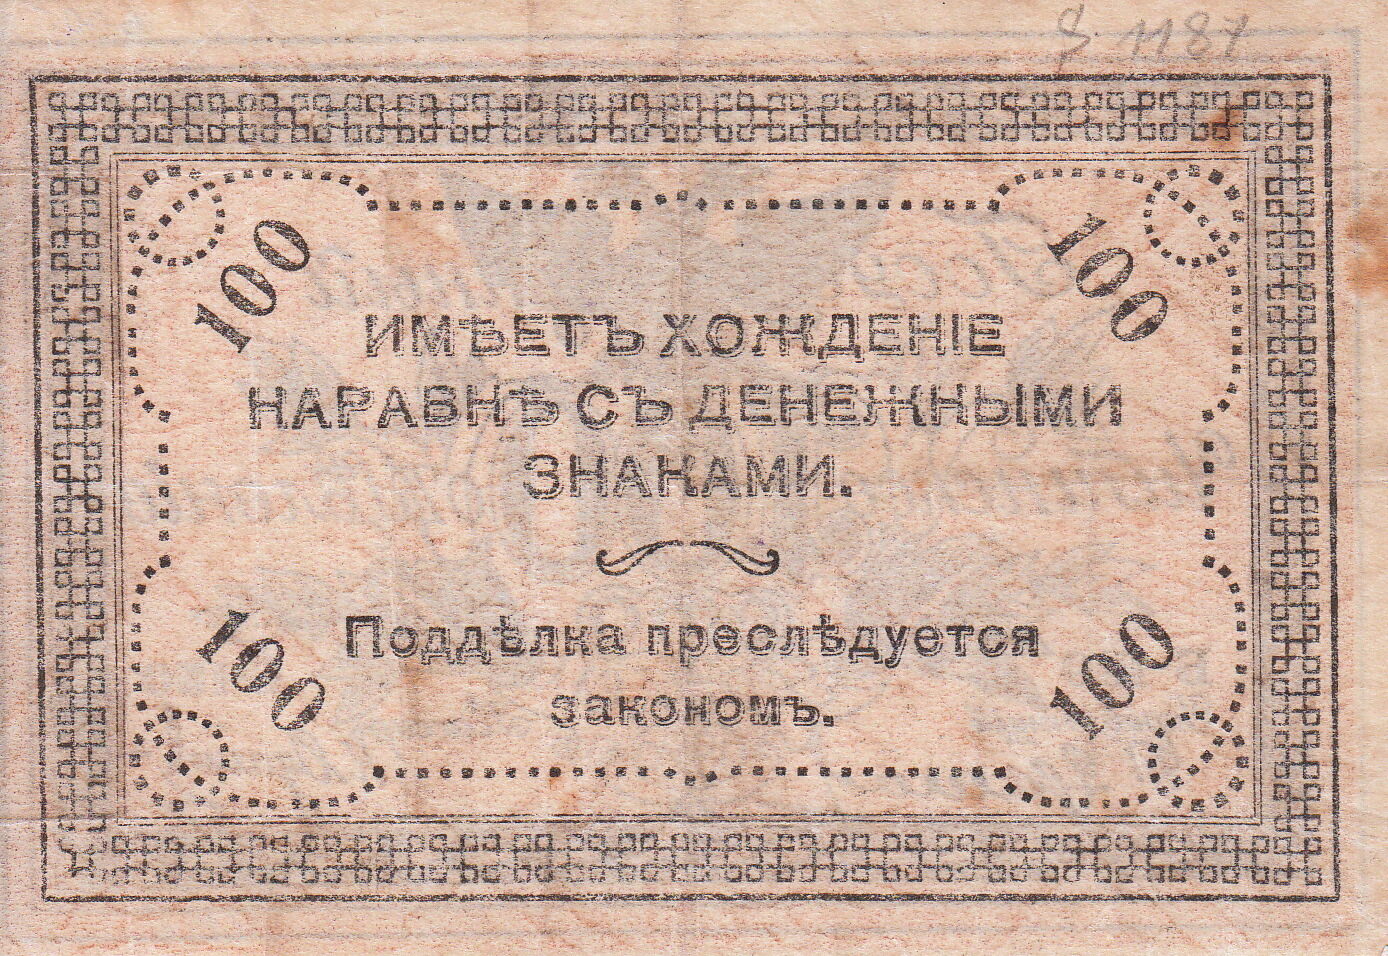 S. 1187
100 100
ИМѢЕТЪ ХОЖДЕНІЕ
НАРАВНѢ СЪ ДЕНЕЖНЫМИ
ЗНАКАМИ.
Поддѣлка преслѣдуется
закономъ.
100 100